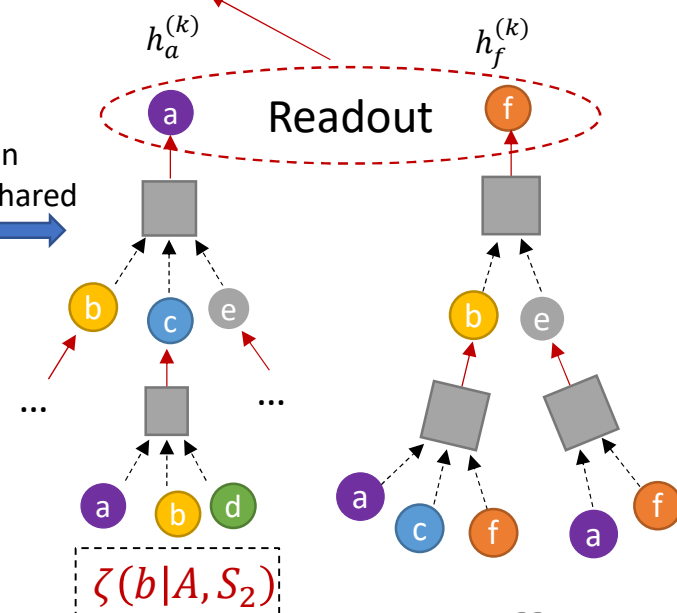 h_a^{(k)}
h_f^{(k)}
a
Readout
f
hared
b
c
e
b
e
...
...
a
b
d
a
c
f
a
f
ζ(b|A, S_2)